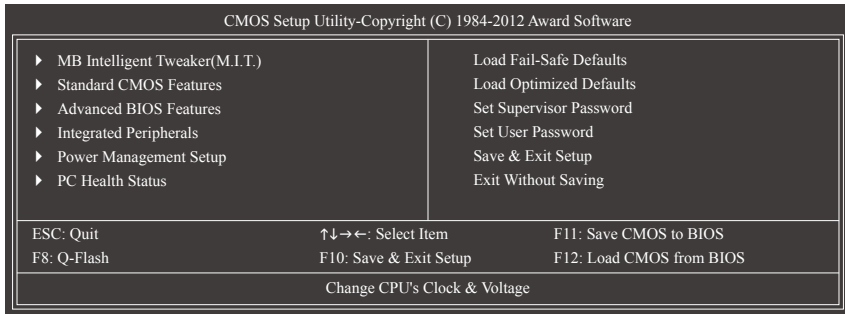 CMOS Setup Utility-Copyright (C) 1984-2012 Award Software
MB Intelligent Tweaker(M.I.T.)
Standard CMOS Features
Advanced BIOS Features
Integrated Peripherals
Power Management Setup
PC Health Status
Load Fail-Safe Defaults
Load Optimized Defaults
Set Supervisor Password
Set User Password
Save & Exit Setup
Exit Without Saving
ESC: Quit ↑↓→←: Select Item F11: Save CMOS to BIOS
F8: Q-Flash F10: Save & Exit Setup F12: Load CMOS from BIOS
Change CPU's Clock & Voltage